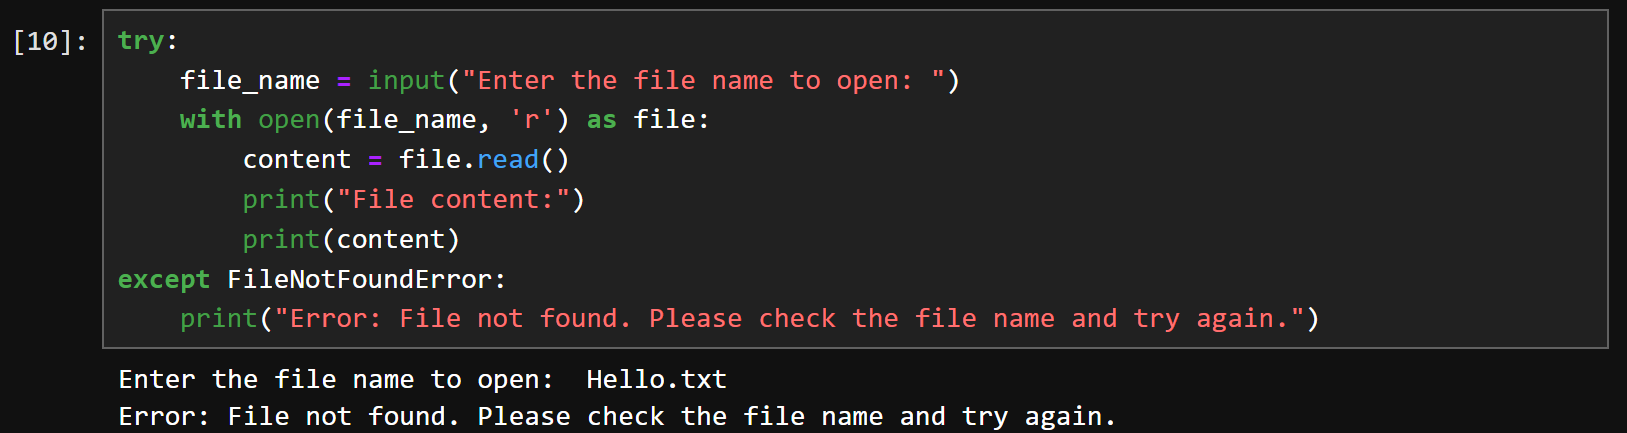 [10]:
try:
    file_name = input("Enter the file name to open: ")
    with open(file_name, 'r') as file:
        content = file.read()
        print("File content:")
        print(content)
except FileNotFoundError:
    print("Error: File not found. Please check the file name and try again.")
Enter the file name to open:  Hello.txt
Error: File not found. Please check the file name and try again.